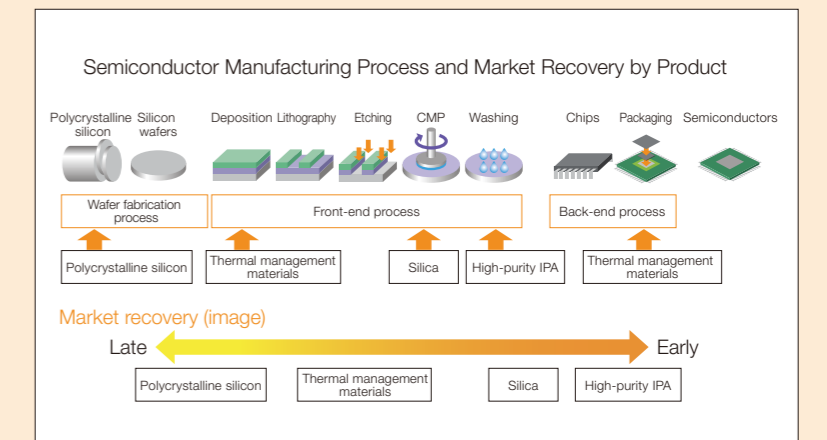 Semiconductor Manufacturing Process and Market Recovery by Product
Polycrystalline
silicon
Silicon
wafers
Deposition
Lithography
Etching
CMP
Washing
Chips
Packaging
Semiconductors
Wafer fabrication
process
Front-end process
Back-end process
Polycrystalline silicon
Thermal management
materials
Silica
High-purity IPA
Thermal management
materials
Market recovery (image)
Late
Early
Polycrystalline silicon
Thermal management
materials
Silica
High-purity IPA